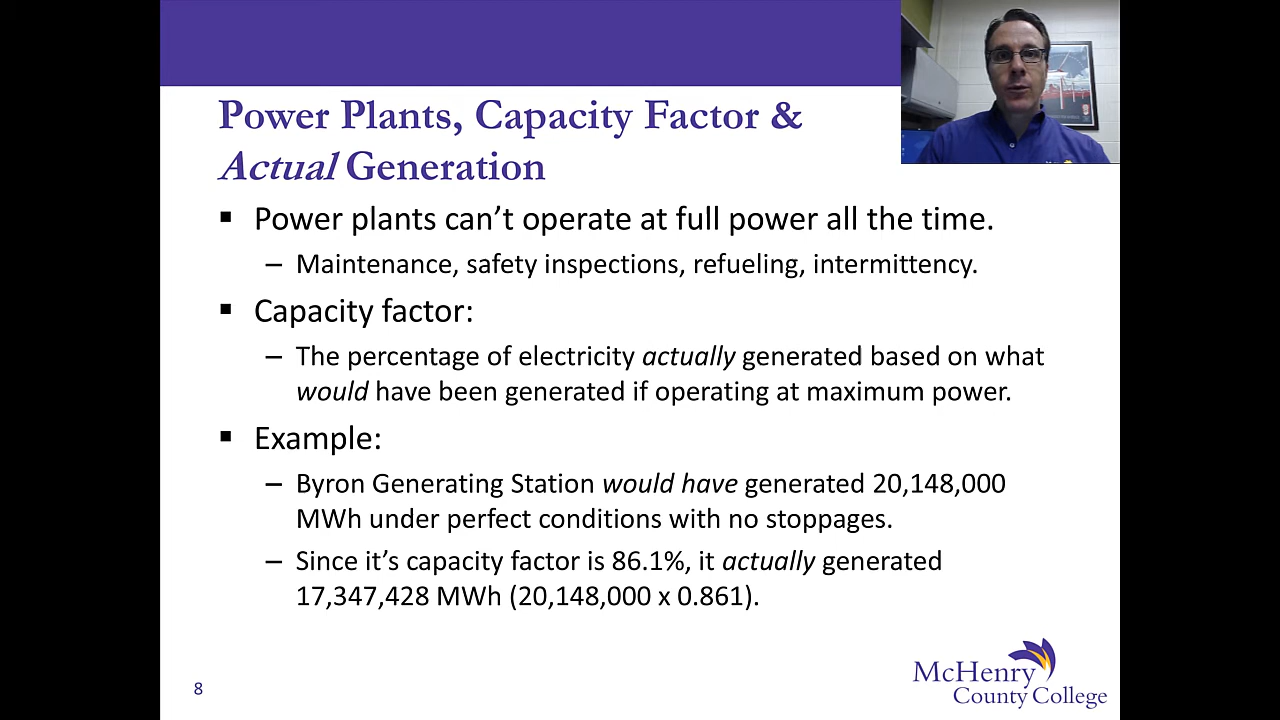 Power Plants, Capacity Factor &
Actual Generation
▪ Power plants can’t operate at full power all the time.
– Maintenance, safety inspections, refueling, intermittency.
▪ Capacity factor:
– The percentage of electricity actually generated based on what
would have been generated if operating at maximum power.
▪ Example:
– Byron Generating Station would have generated 20,148,000
MWh under perfect conditions with no stoppages.
– Since it’s capacity factor is 86.1%, it actually generated
17,347,428 MWh (20,148,000 x 0.861).
8
McHenry
County College